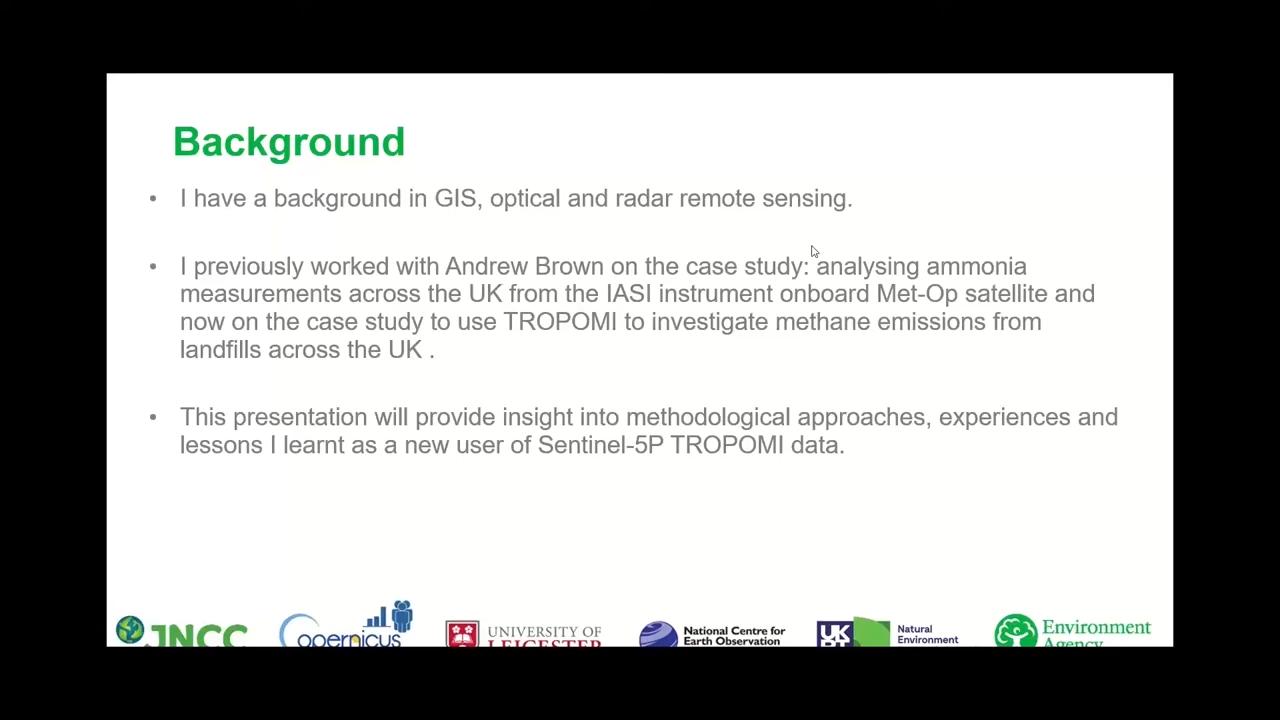 Background
• I have a background in GIS, optical and radar remote sensing.
• I previously worked with Andrew Brown on the case study: analysing ammonia
measurements across the UK from the IASI instrument onboard Met-Op satellite and
now on the case study to use TROPOMI to investigate methane emissions from
landfills across the UK .
• This presentation will provide insight into methodological approaches, experiences and
lessons I learnt as a new user of Sentinel-5P TROPOMI data.
JNCC
Copernicus
UNIVERSITY OF
LEICESTER
National Centre for
Earth Observation
UK
Natural
Environment
Environment
Agency